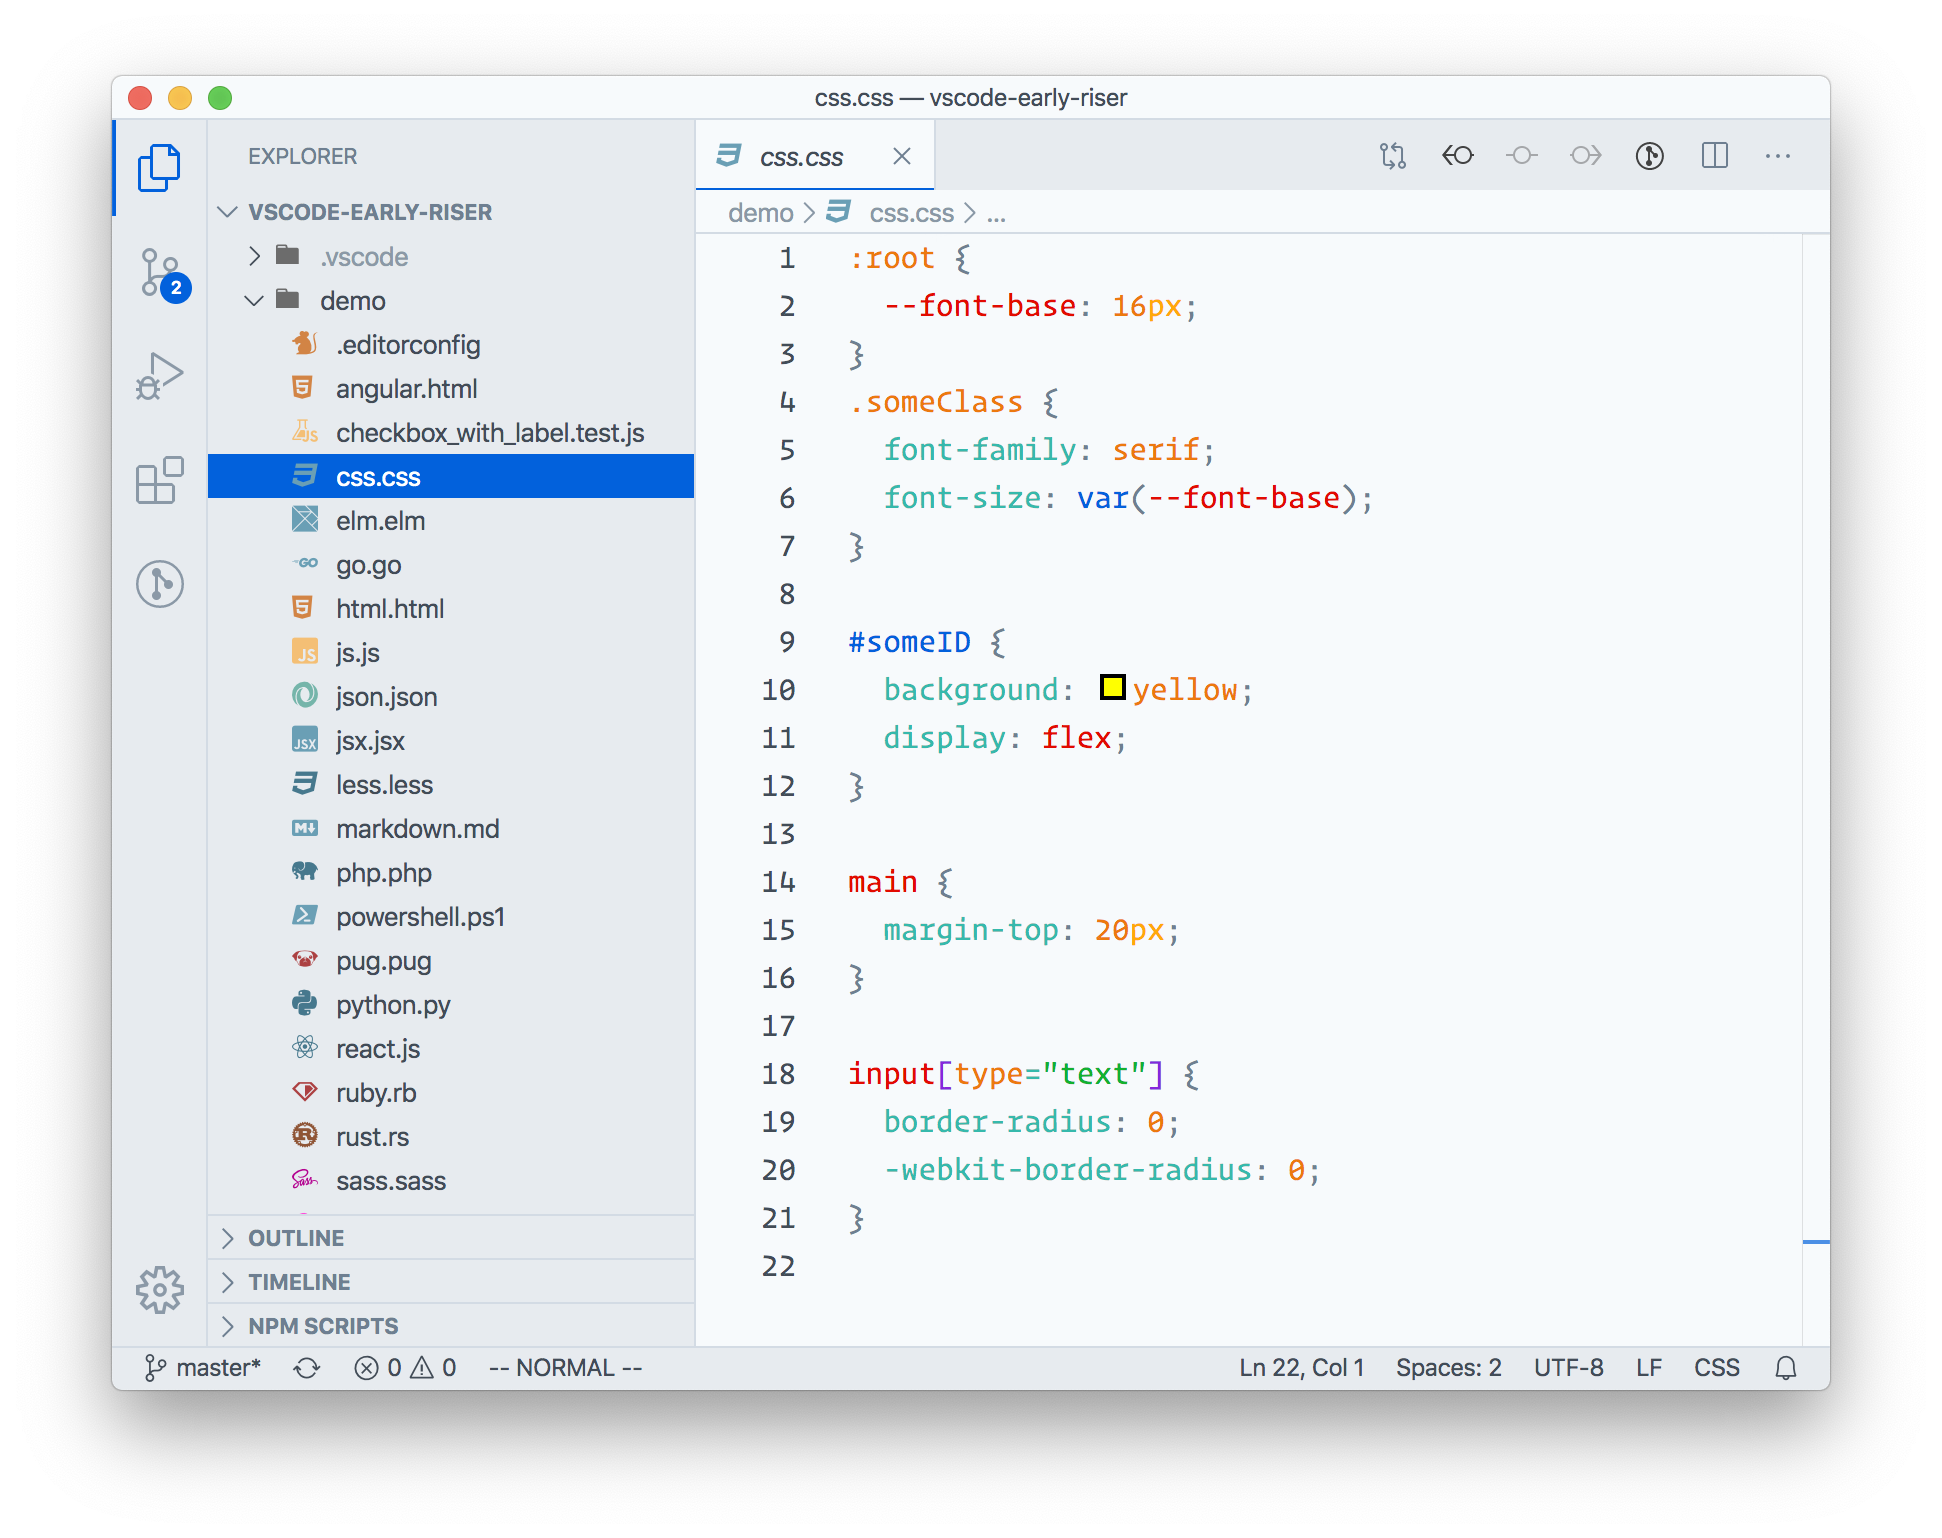 css.css — vscode-early-riser
EXPLORER
VSCODE-EARLY-RISER
.vscode
demo
.editorconfig
angular.html
checkbox_with_label.test.js
css.css
elm.elm
go.go
html.html
js.js
json.json
jsx.jsx
less.less
markdown.md
php.php
powershell.ps1
pug.pug
python.py
react.js
ruby.rb
rust.rs
sass.sass
OUTLINE
TIMELINE
NPM SCRIPTS
2
css.css
demo > css.css > ...
1 :root {
2   --font-base: 16px;
3 }
4 .someClass {
5   font-family: serif;
6   font-size: var(--font-base);
7 }
8
9 #someID {
10   background: yellow;
11   display: flex;
12 }
13
14 main {
15   margin-top: 20px;
16 }
17
18 input[type="text"] {
19   border-radius: 0;
20   -webkit-border-radius: 0;
21 }
22
master* 0 0 -- NORMAL -- Ln 22, Col 1 Spaces: 2 UTF-8 LF CSS